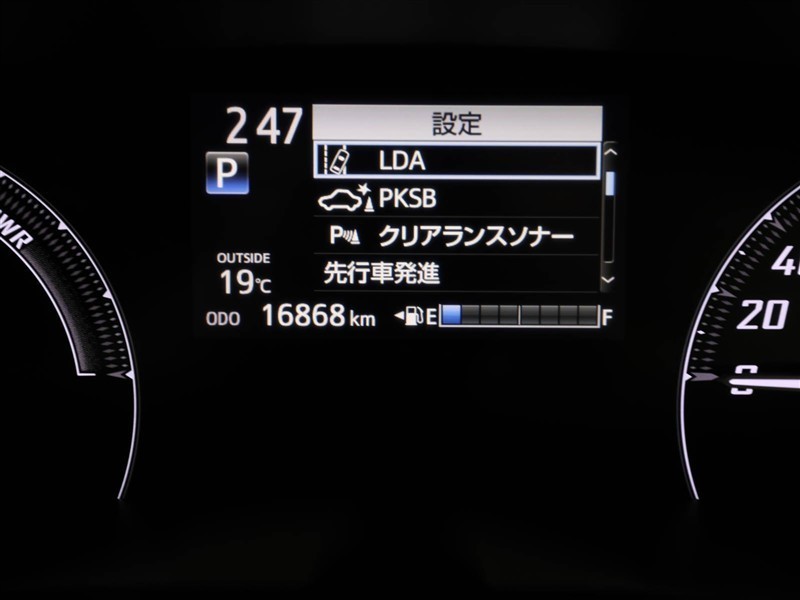 2 47
設定
P
LDA
PKSB
P クリアランスソナー
先行車発進
OUTSIDE
19℃
ODO 16868 km
E F
WR
40
20
0